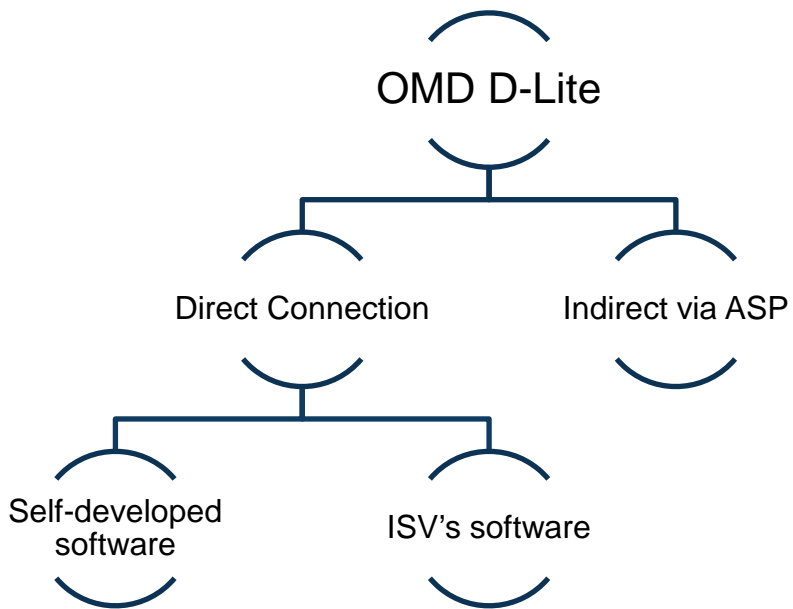 OMD D-Lite
Direct Connection
Indirect via ASP
Self-developed
software
ISV’s software